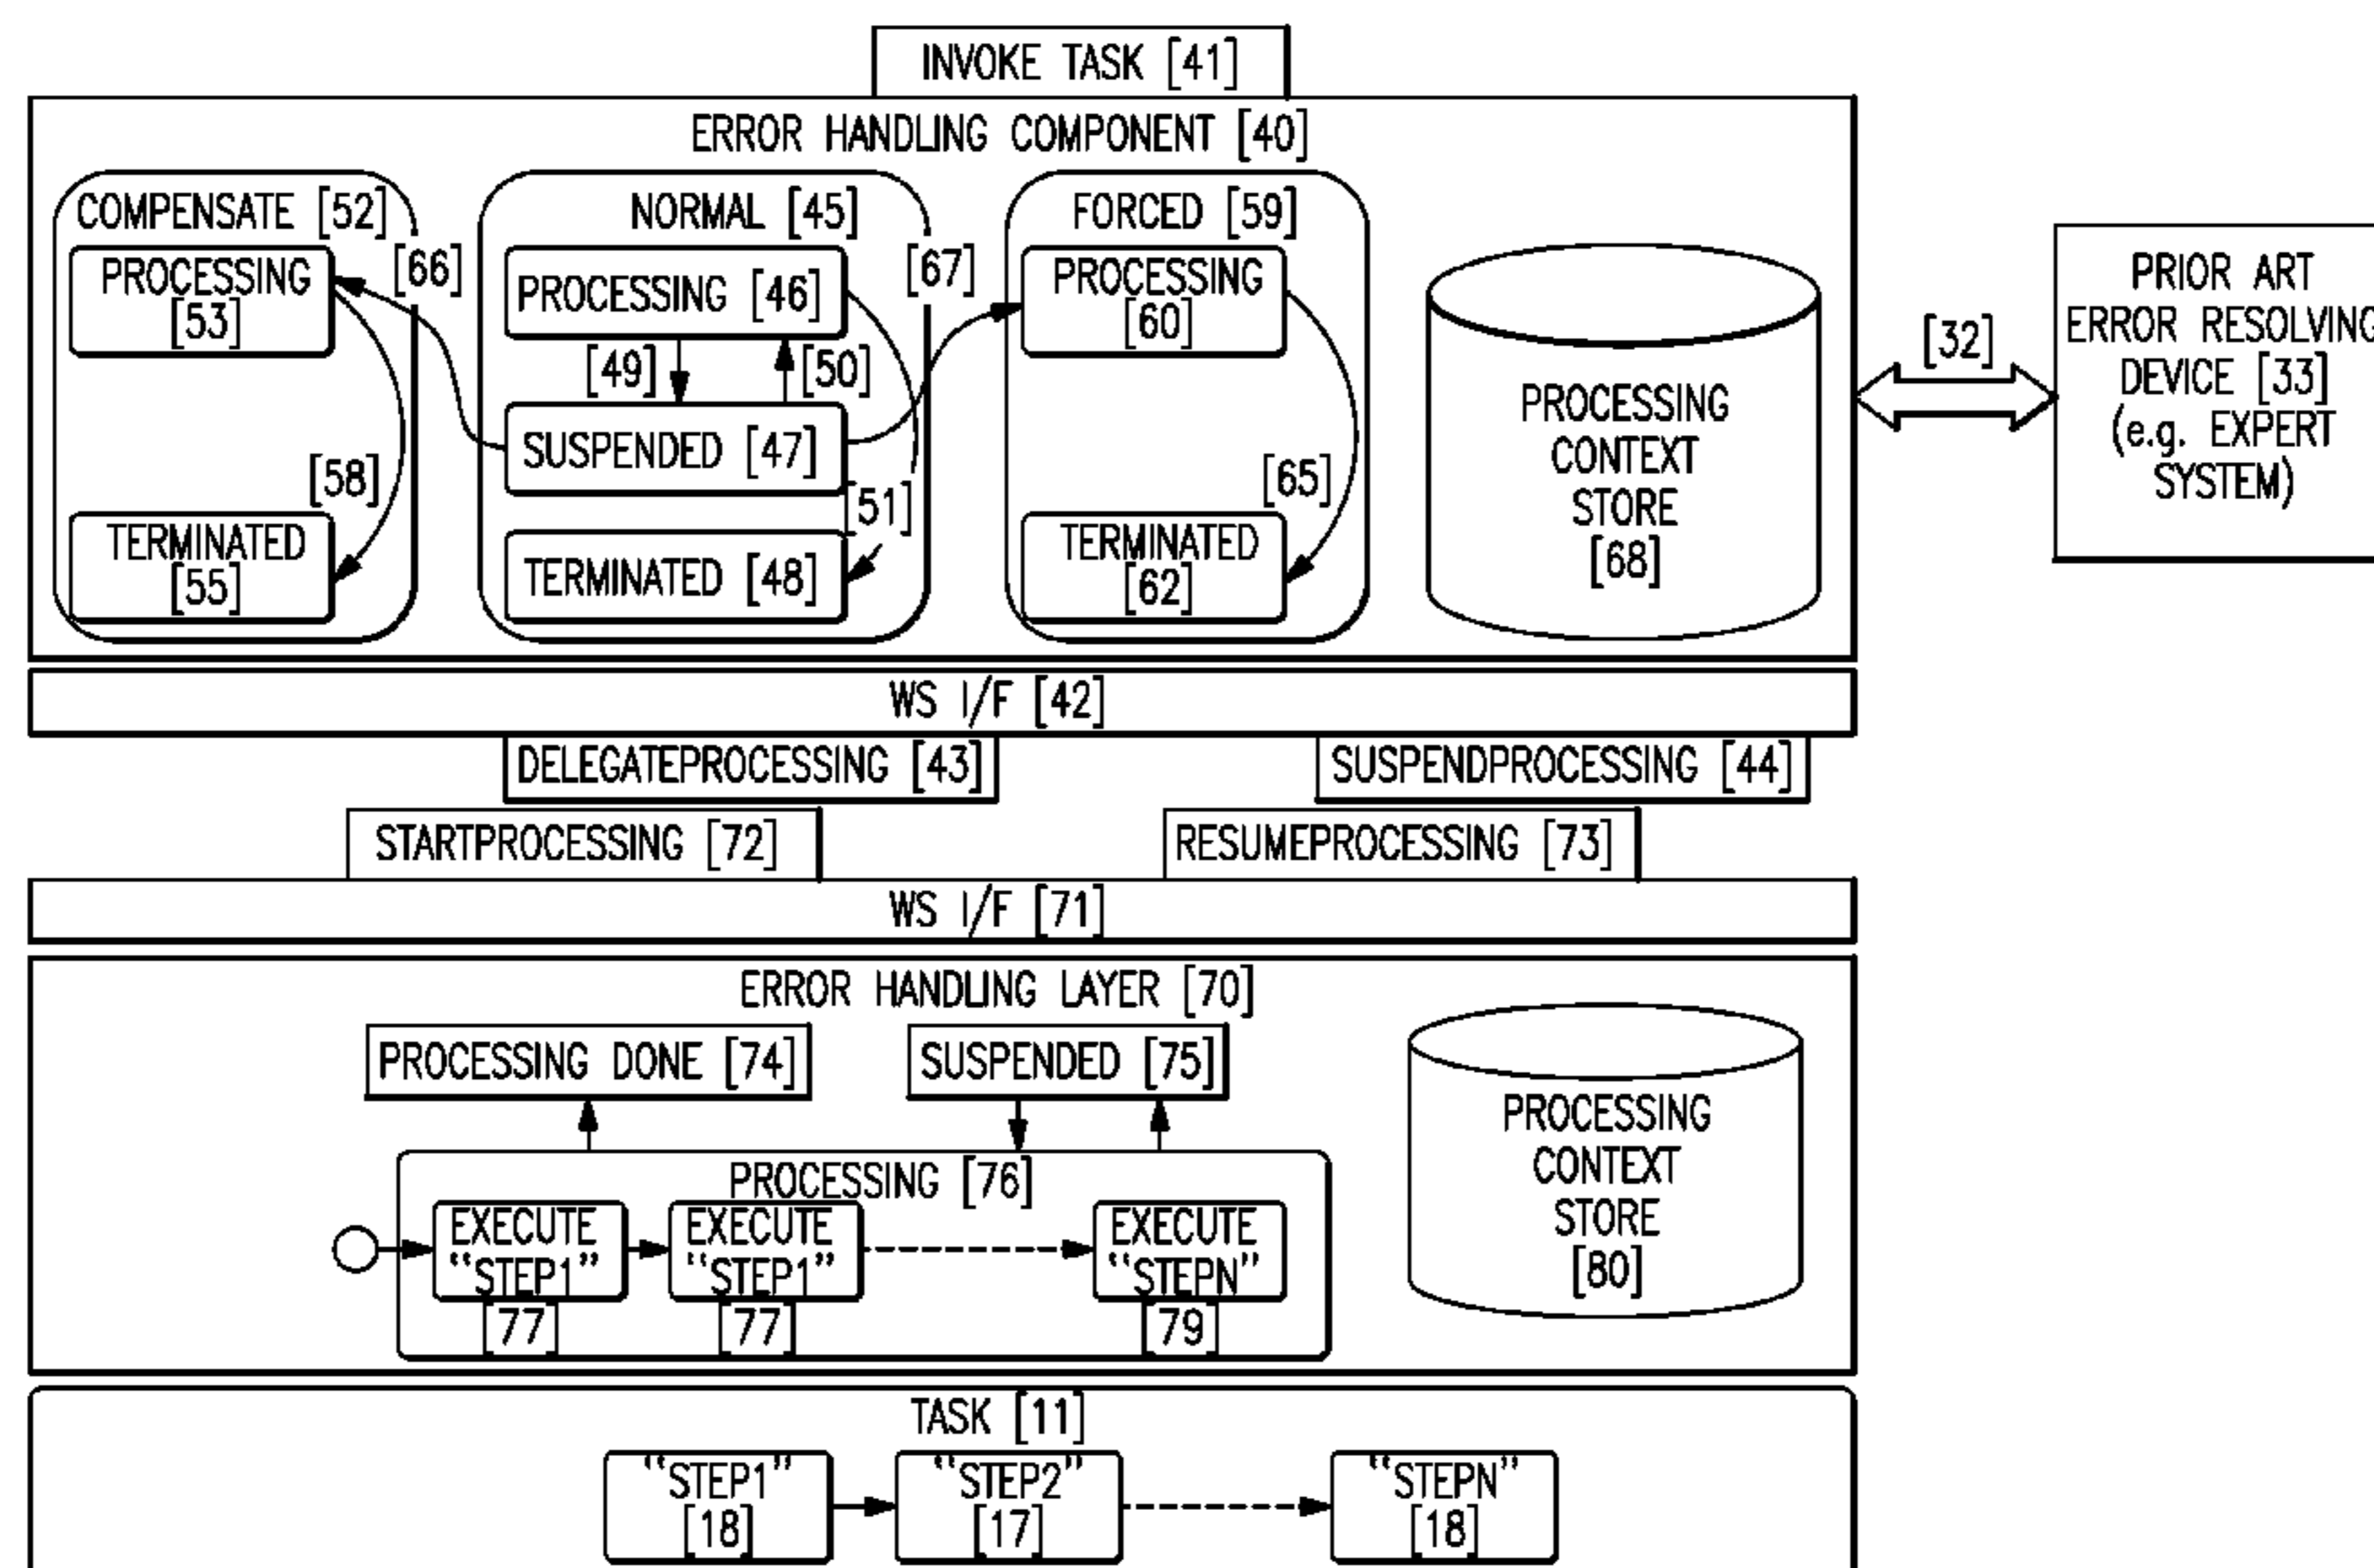 INVOKE TASK [41]
ERROR HANDLING COMPONENT [40]
COMPENSATE [52]
[66]
PROCESSING
[53]
[58]
TERMINATED
[55]
NORMAL [45]
[67]
PROCESSING [46]
[49]
[50]
SUSPENDED [47]
[51]
TERMINATED [48]
FORCED [59]
PROCESSING
[60]
[65]
TERMINATED
[62]
PROCESSING
CONTEXT
STORE
[68]
[32]
PRIOR ART
ERROR RESOLVING
DEVICE [33]
(e.g. EXPERT
SYSTEM)
WS I/F [42]
DELEGATEPROCESSING [43]
SUSPENDPROCESSING [44]
STARTPROCESSING [72]
RESUMEPROCESSING [73]
WS I/F [71]
ERROR HANDLING LAYER [70]
PROCESSING DONE [74]
SUSPENDED [75]
PROCESSING [76]
EXECUTE
"STEP1"
[77]
EXECUTE
"STEP1"
[77]
EXECUTE
"STEPN"
[79]
PROCESSING
CONTEXT
STORE
[80]
TASK [11]
"STEP1"
[18]
"STEP2"
[17]
"STEPN"
[18]